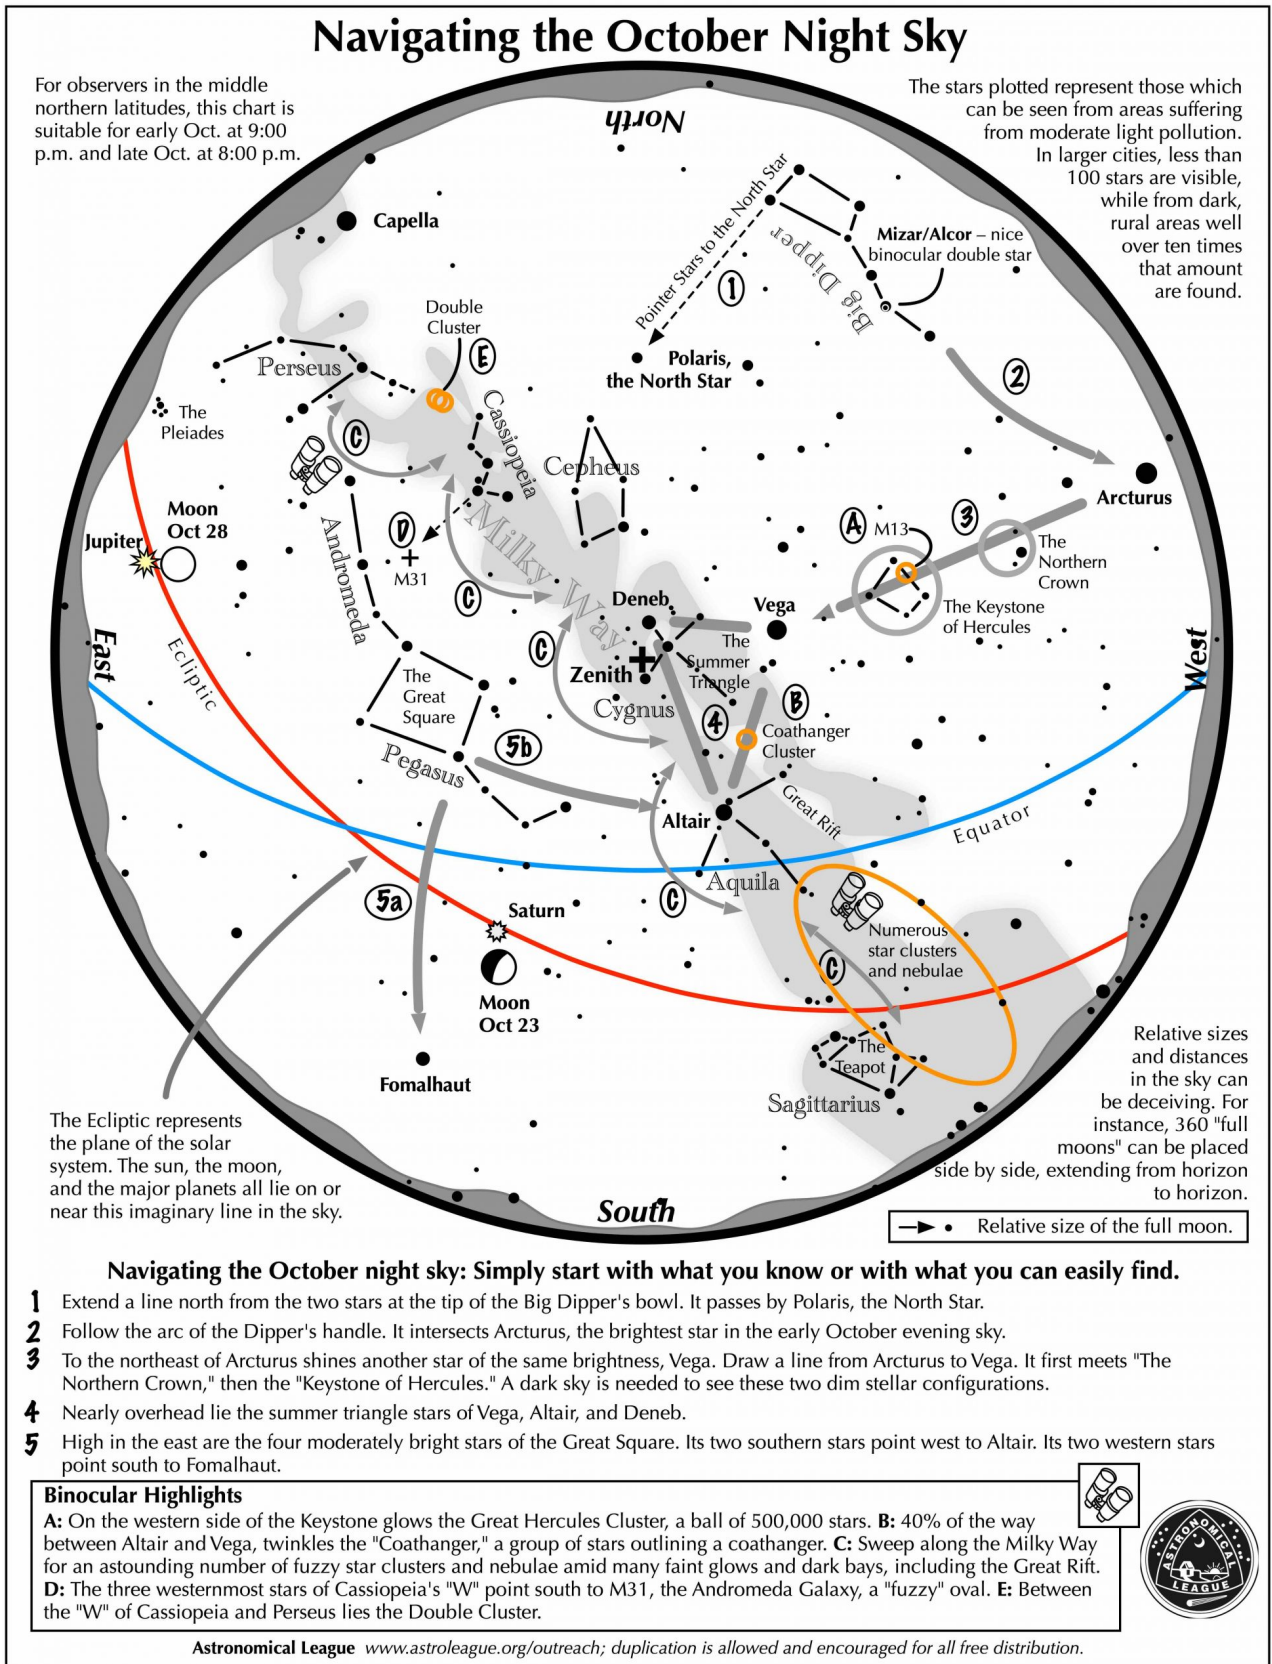 Navigating the October Night Sky
For observers in the middle
northern latitudes, this chart is
suitable for early Oct. at 9:00
p.m. and late Oct. at 8:00 p.m.
The stars plotted represent those which
can be seen from areas suffering
from moderate light pollution.
In larger cities, less than
100 stars are visible,
while from dark,
rural areas well
over ten times
that amount
are found.
North
Capella
Pointer Stars to the North Star
1
Big Dipper
Mizar/Alcor – nice
binocular double star
Double
Cluster
E
Polaris,
the North Star
2
Perseus
The
Pleiades
C
Cassiopeia
Cepheus
Arcturus
Moon
Oct 28
Jupiter
Andromeda
D
M31
Milky Way
C
A
M13
3
The
Northern
Crown
The Keystone
of Hercules
Deneb
Vega
East
Ecliptic
C
Zenith
The
Summer
Triangle
West
The
Great
Square
Cygnus
4
B
Coathanger
Cluster
Pegasus
5b
Altair
Great Rift
Equator
5a
Aquila
C
Saturn
Moon
Oct 23
Numerous
star clusters
and nebulae
C
Fomalhaut
The
Teapot
Sagittarius
South
The Ecliptic represents
the plane of the solar
system. The sun, the moon,
and the major planets all lie on or
near this imaginary line in the sky.
Relative sizes
and distances
in the sky can
be deceiving. For
instance, 360 "full
moons" can be placed
side by side, extending from horizon
to horizon.
Relative size of the full moon.
Navigating the October night sky: Simply start with what you know or with what you can easily find.
1 Extend a line north from the two stars at the tip of the Big Dipper's bowl. It passes by Polaris, the North Star.
2 Follow the arc of the Dipper's handle. It intersects Arcturus, the brightest star in the early October evening sky.
3 To the northeast of Arcturus shines another star of the same brightness, Vega. Draw a line from Arcturus to Vega. It first meets "The
Northern Crown," then the "Keystone of Hercules." A dark sky is needed to see these two dim stellar configurations.
4 Nearly overhead lie the summer triangle stars of Vega, Altair, and Deneb.
5 High in the east are the four moderately bright stars of the Great Square. Its two southern stars point west to Altair. Its two western stars
point south to Fomalhaut.
Binocular Highlights
A: On the western side of the Keystone glows the Great Hercules Cluster, a ball of 500,000 stars. B: 40% of the way
between Altair and Vega, twinkles the "Coathanger," a group of stars outlining a coathanger. C: Sweep along the Milky Way
for an astounding number of fuzzy star clusters and nebulae amid many faint glows and dark bays, including the Great Rift.
D: The three westernmost stars of Cassiopeia's "W" point south to M31, the Andromeda Galaxy, a "fuzzy" oval. E: Between
the "W" of Cassiopeia and Perseus lies the Double Cluster.
ASTRONOMICAL
LEAGUE
Astronomical League www.astroleague.org/outreach; duplication is allowed and encouraged for all free distribution.